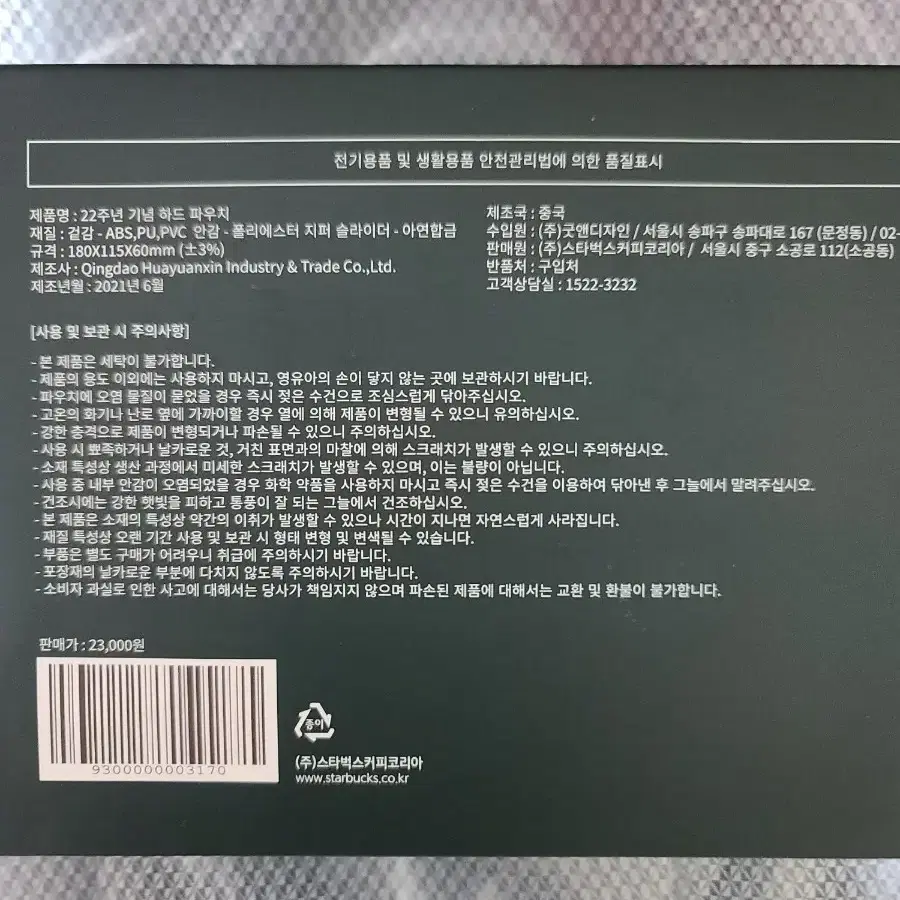 전기용품 및 생활용품 안전관리법에 의한 품질표시
제품명 : 22주년 기념 하드 파우치
재질 : 겉감 - ABS,PU,PVC 안감 - 폴리에스터 지퍼 슬라이더 - 아연합금
규격 : 180X115X60mm (±3%)
제조사 : Qingdao Huayuanxin Industry & Trade Co.,Ltd.
제조년월 : 2021년 6월
제조국 : 중국
수입원 : (주)굿앤디자인 / 서울시 송파구 송파대로 167 (문정동) / 02-
판매원 : (주)스타벅스커피코리아 / 서울시 중구 소공로 112(소공동)
반품처 : 구입처
고객상담실 : 1522-3232
[사용 및 보관 시 주의사항]
- 본 제품은 세탁이 불가합니다.
- 제품의 용도 이외에는 사용하지 마시고, 영유아의 손이 닿지 않는 곳에 보관하시기 바랍니다.
- 파우치에 오염 물질이 묻었을 경우 즉시 젖은 수건으로 조심스럽게 닦아주십시오.
- 고온의 화기나 난로 옆에 가까이할 경우 열에 의해 제품이 변형될 수 있으니 유의하십시오.
- 강한 충격으로 제품이 변형되거나 파손될 수 있으니 주의하십시오.
- 사용 시 뾰족하거나 날카로운 것, 거친 표면과의 마찰에 의해 스크래치가 발생할 수 있으니 주의하십시오.
- 소재 특성상 생산 과정에서 미세한 스크래치가 발생할 수 있으며, 이는 불량이 아닙니다.
- 사용 중 내부 안감이 오염되었을 경우 화학 약품을 사용하지 마시고 즉시 젖은 수건을 이용하여 닦아낸 후 그늘에서 말려주십시오.
- 건조시에는 강한 햇빛을 피하고 통풍이 잘 되는 그늘에서 건조하십시오.
- 본 제품은 소재의 특성상 약간의 이취가 발생할 수 있으나 시간이 지나면 자연스럽게 사라집니다.
- 재질 특성상 오랜 기간 사용 및 보관 시 형태 변형 및 변색될 수 있습니다.
- 부품은 별도 구매가 어려우니 취급에 주의하시기 바랍니다.
- 포장재의 날카로운 부분에 다치지 않도록 주의하시기 바랍니다.
- 소비자 과실로 인한 사고에 대해서는 당사가 책임지지 않으며 파손된 제품에 대해서는 교환 및 환불이 불가합니다.
판매가 : 23,000원
9300000003170
종이
(주)스타벅스커피코리아
www.starbucks.co.kr